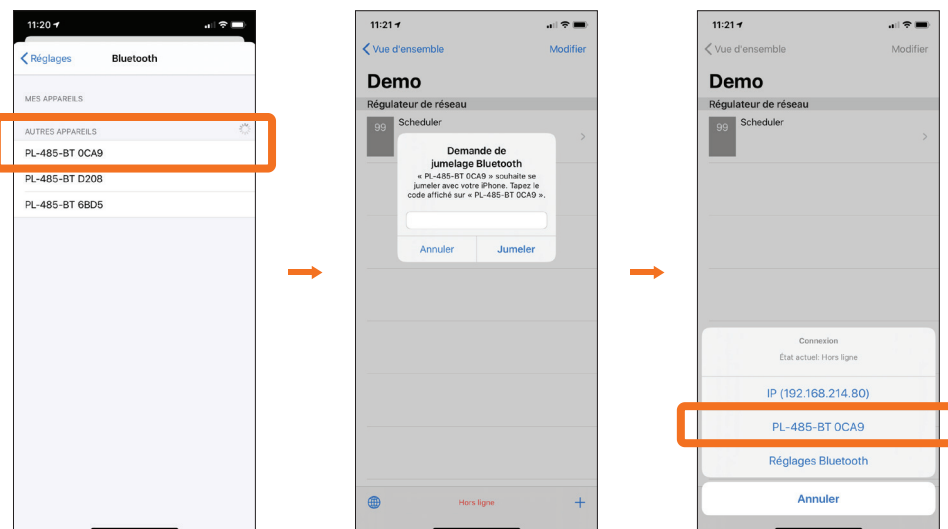 11:20
Réglages
Bluetooth
MES APPAREILS
AUTRES APPAREILS
PL-485-BT 0CA9
PL-485-BT D208
PL-485-BT 6BD5
11:21
Vue d'ensemble
Modifier
Demo
Régulateur de réseau
99
Scheduler
Demande de
jumelage Bluetooth
« PL-485-BT 0CA9 » souhaite se
jumeler avec votre iPhone. Tapez le
code affiché sur « PL-485-BT 0CA9 ».
Annuler
Jumeler
Hors ligne
11:21
Vue d'ensemble
Modifier
Demo
Régulateur de réseau
99
Scheduler
Connexion
État actuel: Hors ligne
IP (192.168.214.80)
PL-485-BT 0CA9
Réglages Bluetooth
Annuler